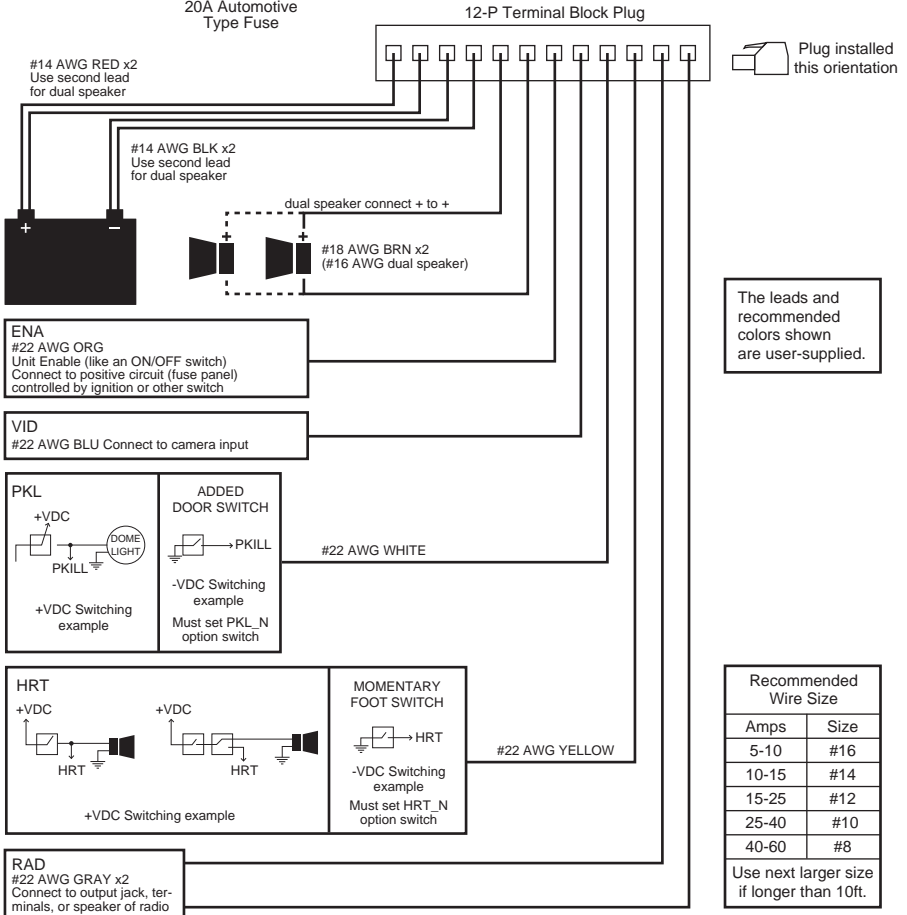 20A Automotive
Type Fuse
12-P Terminal Block Plug
Plug installed
this orientation
#14 AWG RED x2
Use second lead
for dual speaker
#14 AWG BLK x2
Use second lead
for dual speaker
+
−
dual speaker connect + to +
+
+
#18 AWG BRN x2
(#16 AWG dual speaker)
The leads and
recommended
colors shown
are user-supplied.
ENA
#22 AWG ORG
Unit Enable (like an ON/OFF switch)
Connect to positive circuit (fuse panel)
controlled by ignition or other switch
VID
#22 AWG BLU Connect to camera input
PKL
+VDC
DOME
LIGHT
PKILL
+VDC Switching
example
ADDED
DOOR SWITCH
PKILL
-VDC Switching
example
Must set PKL_N
option switch
#22 AWG WHITE
HRT
+VDC
HRT
+VDC
HRT
+VDC Switching example
MOMENTARY
FOOT SWITCH
HRT
-VDC Switching
example
Must set HRT_N
option switch
#22 AWG YELLOW
RAD
#22 AWG GRAY x2
Connect to output jack, ter-
minals, or speaker of radio
Recommended
Wire Size
Amps Size
5-10 #16
10-15 #14
15-25 #12
25-40 #10
40-60 #8
Use next larger size
if longer than 10ft.